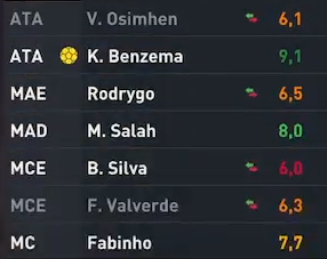 ATA V. Osimhen 6,1
ATA K. Benzema 9,1
MAE Rodrygo 6,5
MAD M. Salah 8,0
MCE B. Silva 6,0
MCE F. Valverde 6,3
MC Fabinho 7,7